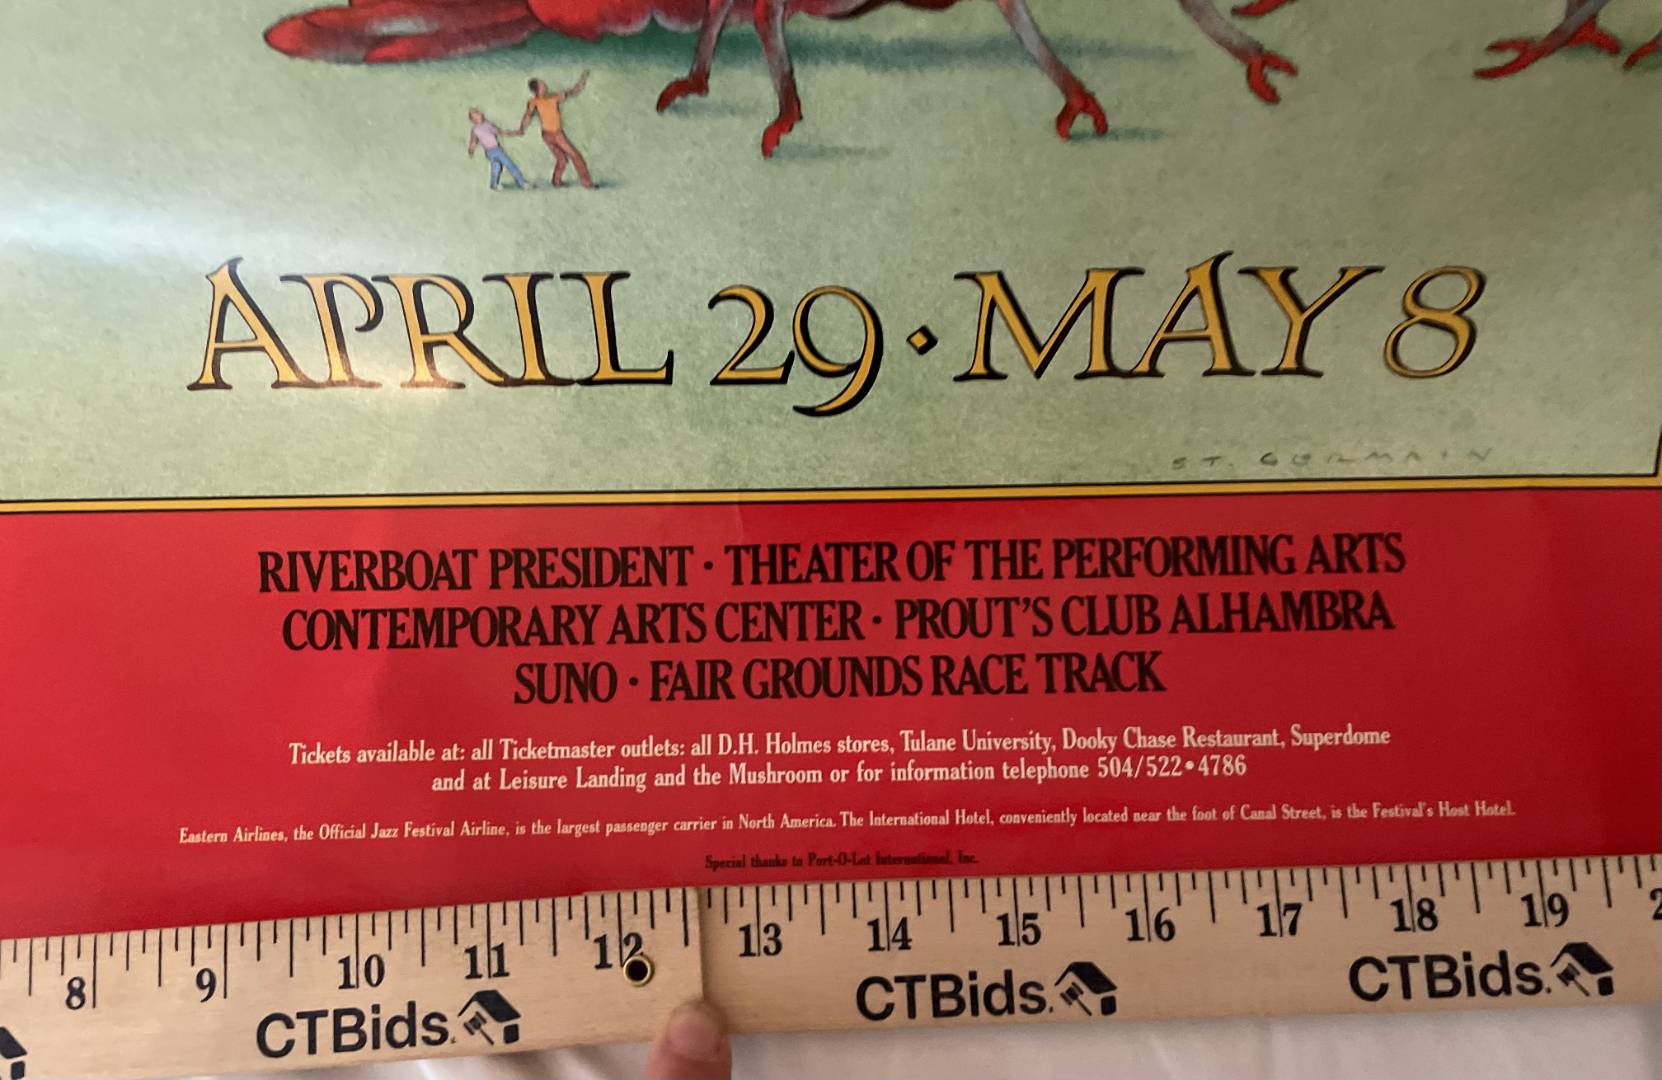 APRIL 29 · MAY 8
ST. GERMAIN
RIVERBOAT PRESIDENT · THEATER OF THE PERFORMING ARTS
CONTEMPORARY ARTS CENTER · PROUT'S CLUB ALHAMBRA
SUNO · FAIR GROUNDS RACE TRACK
Tickets available at: all Ticketmaster outlets: all D.H. Holmes stores, Tulane University, Dooky Chase Restaurant, Superdome
and at Leisure Landing and the Mushroom or for information telephone 504/522•4786
Eastern Airlines, the Official Jazz Festival Airline, is the largest passenger carrier in North America. The International Hotel, conveniently located near the foot of Canal Street, is the Festival's Host Hotel.
Special thanks to Port-O-Let International, Inc.
8 9 10 11 12 13 14 15 16 17 18 19 2
CTBids. CTBids. CTBids.